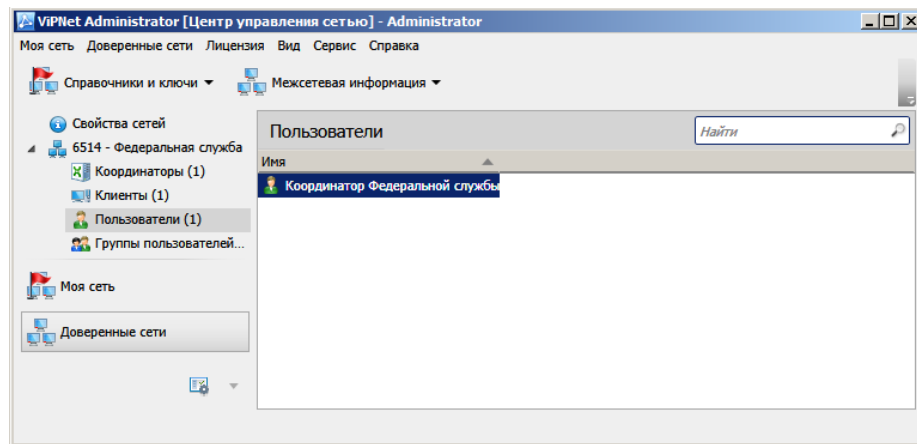 ViPNet Administrator [Центр управления сетью] - Administrator
Моя сеть Доверенные сети Лицензия Вид Сервис Справка
Справочники и ключи Межсетевая информация
Свойства сетей
6514 - Федеральная служба
Координаторы (1)
Клиенты (1)
Пользователи (1)
Группы пользователей...
Моя сеть
Доверенные сети
Пользователи
Найти
Имя
Координатор Федеральной службы